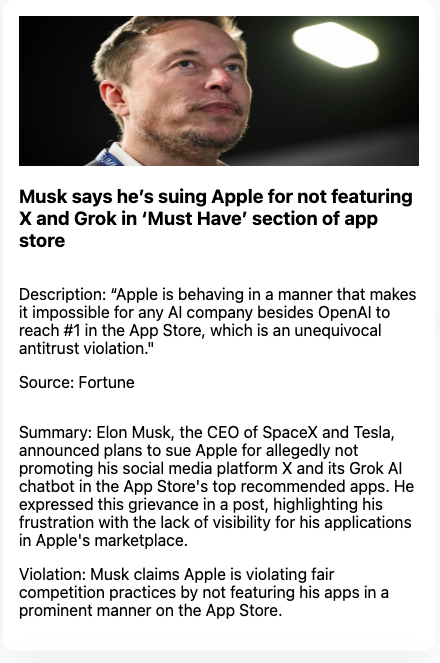 Musk says he’s suing Apple for not featuring
X and Grok in ‘Must Have’ section of app
store
Description: “Apple is behaving in a manner that makes
it impossible for any AI company besides OpenAI to
reach #1 in the App Store, which is an unequivocal
antitrust violation."
Source: Fortune
Summary: Elon Musk, the CEO of SpaceX and Tesla,
announced plans to sue Apple for allegedly not
promoting his social media platform X and its Grok AI
chatbot in the App Store's top recommended apps. He
expressed this grievance in a post, highlighting his
frustration with the lack of visibility for his applications
in Apple's marketplace.
Violation: Musk claims Apple is violating fair
competition practices by not featuring his apps in a
prominent manner on the App Store.